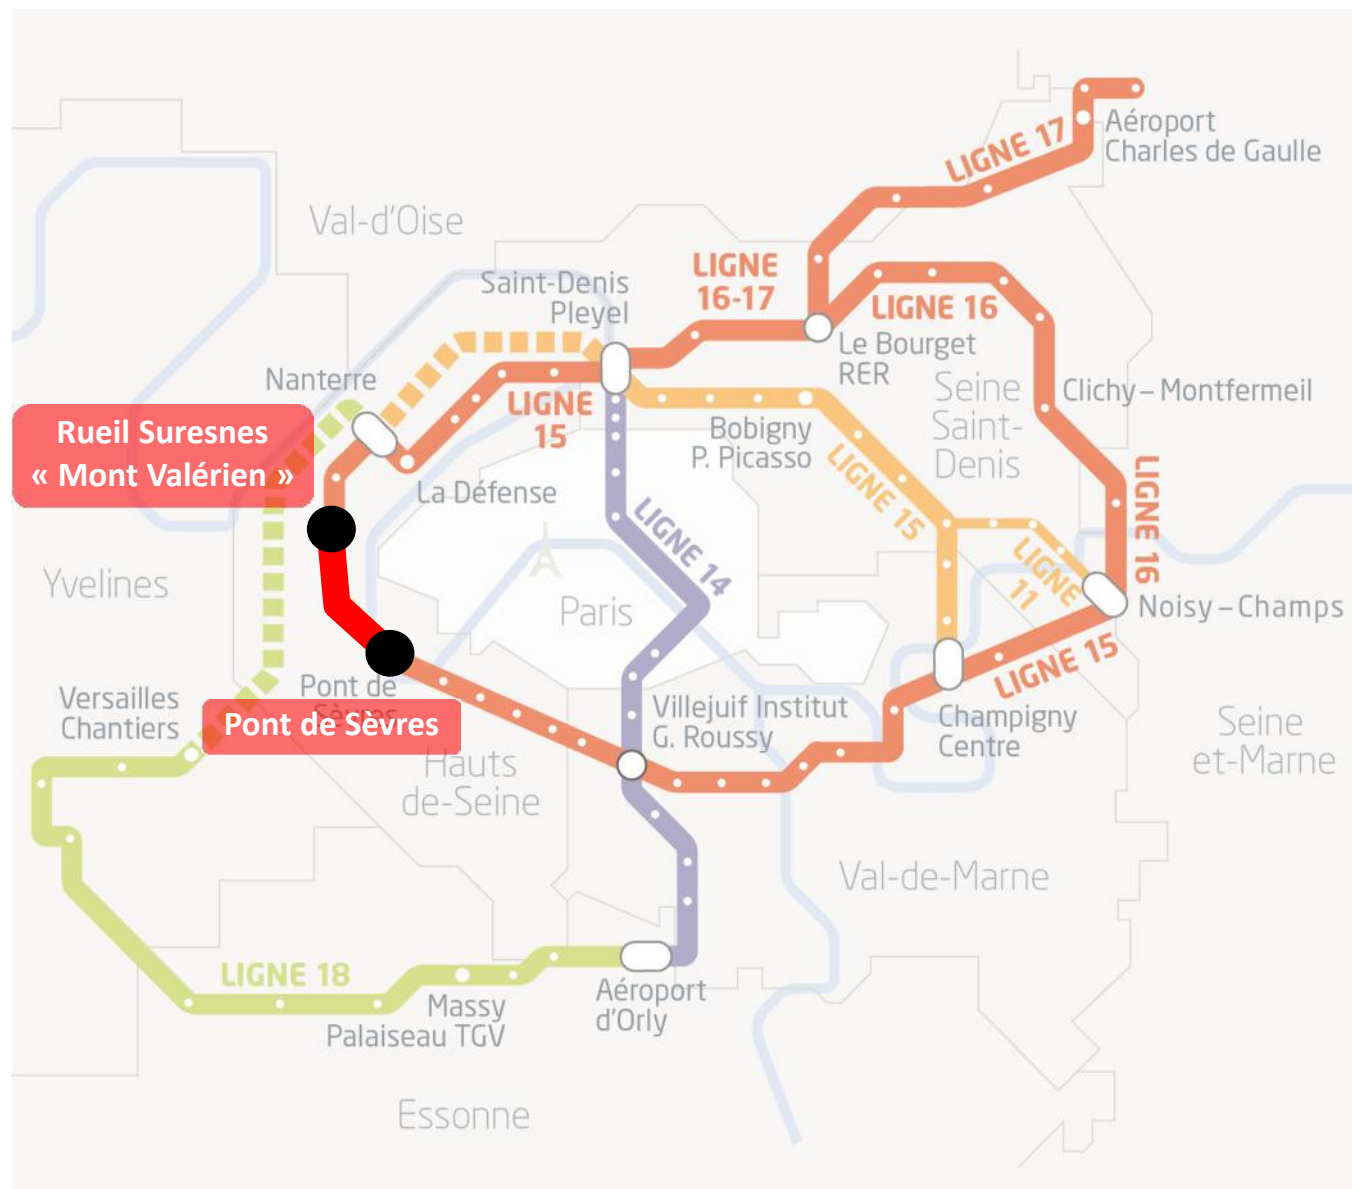 Aéroport
Charles de Gaulle
LIGNE 17
Val-d'Oise
LIGNE
16-17
Saint-Denis
Pleyel
LIGNE 16
Le Bourget
RER
Nanterre
Seine
Saint-
Denis
Clichy – Montfermeil
LIGNE
15
Rueil Suresnes
« Mont Valérien »
Bobigny
P. Picasso
La Défense
LIGNE 15
LIGNE 16
LIGNE 14
LIGNE
11
Yvelines
Paris
Noisy – Champs
LIGNE 15
Versailles
Chantiers
Pont de
Sèvres
Pont de Sèvres
Villejuif Institut
G. Roussy
Champigny
Centre
Seine
et-Marne
Hauts
de-Seine
Val-de-Marne
LIGNE 18
Massy
Palaiseau TGV
Aéroport
d'Orly
Essonne